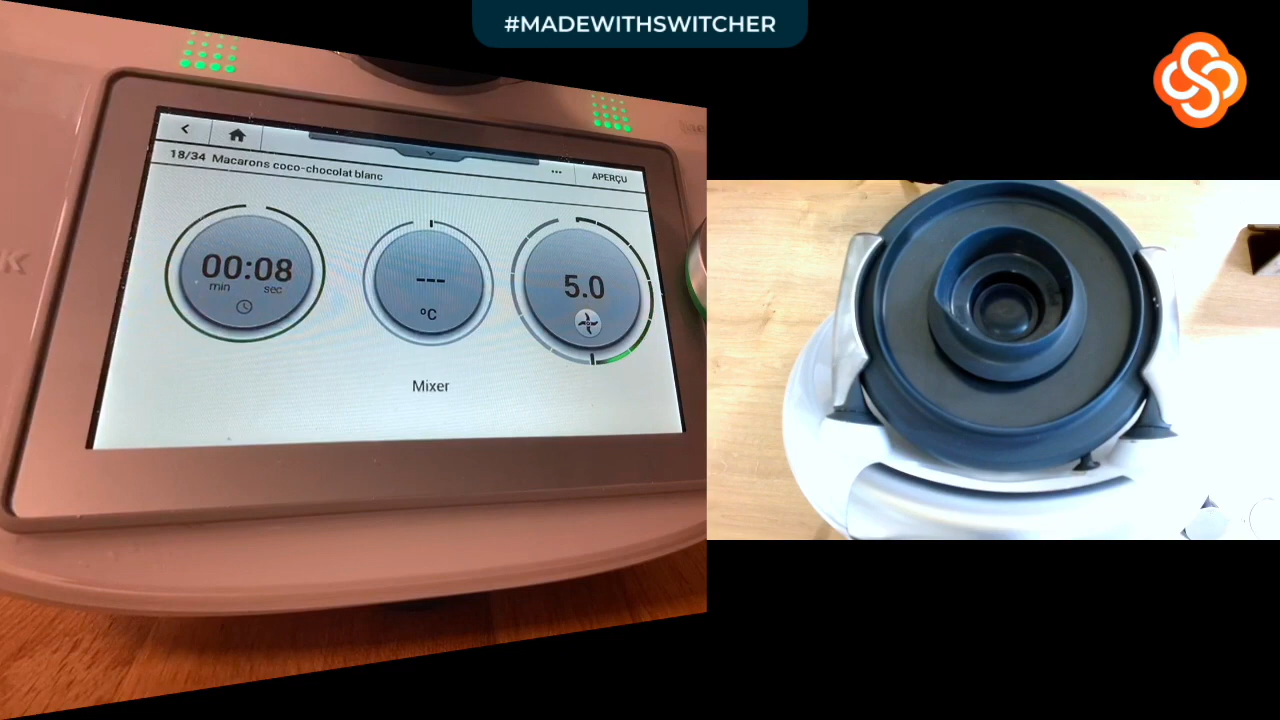 #MADEWITHSWITCHER
18/34 Macarons coco-chocolat blanc
... APERÇU
00:08
min sec
---
°C
5.0
Mixer